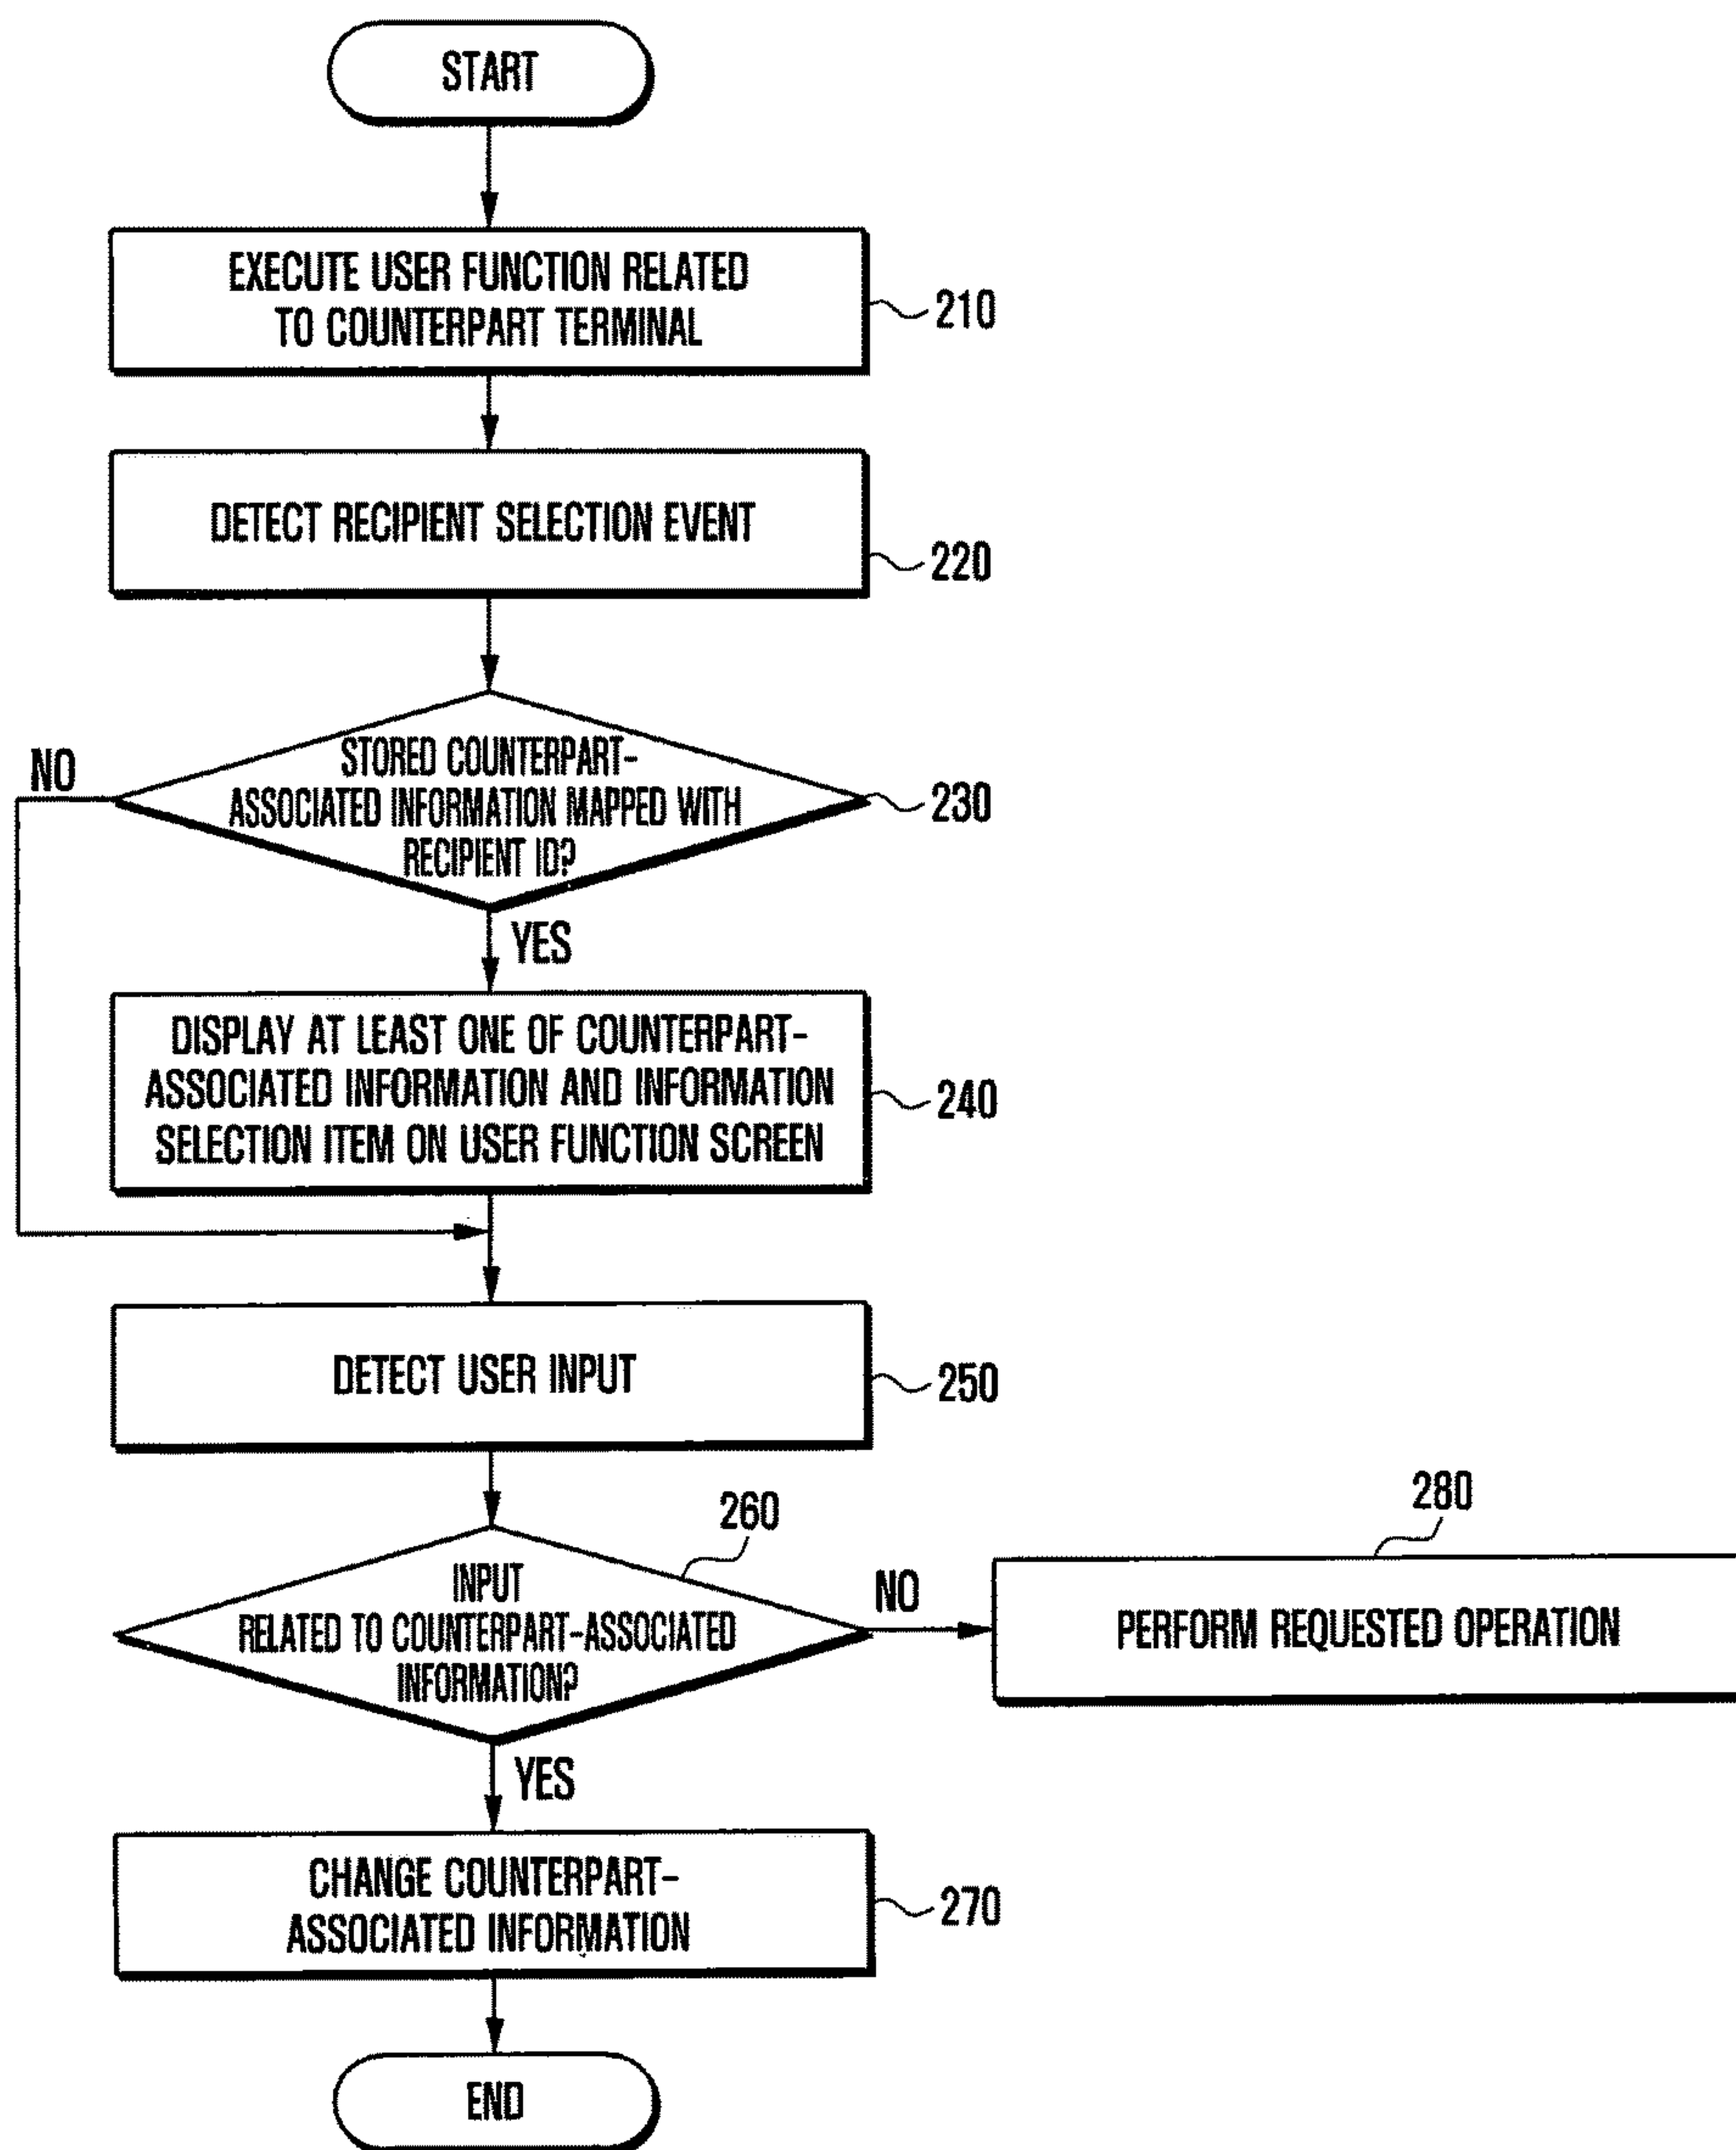 START
EXECUTE USER FUNCTION RELATED
TO COUNTERPART TERMINAL
210
DETECT RECIPIENT SELECTION EVENT
220
STORED COUNTERPART-
ASSOCIATED INFORMATION MAPPED WITH
RECIPIENT ID?
230
NO
YES
DISPLAY AT LEAST ONE OF COUNTERPART-
ASSOCIATED INFORMATION AND INFORMATION
SELECTION ITEM ON USER FUNCTION SCREEN
240
DETECT USER INPUT
250
260
INPUT
RELATED TO COUNTERPART-ASSOCIATED
INFORMATION?
NO
280
PERFORM REQUESTED OPERATION
YES
CHANGE COUNTERPART-
ASSOCIATED INFORMATION
270
END